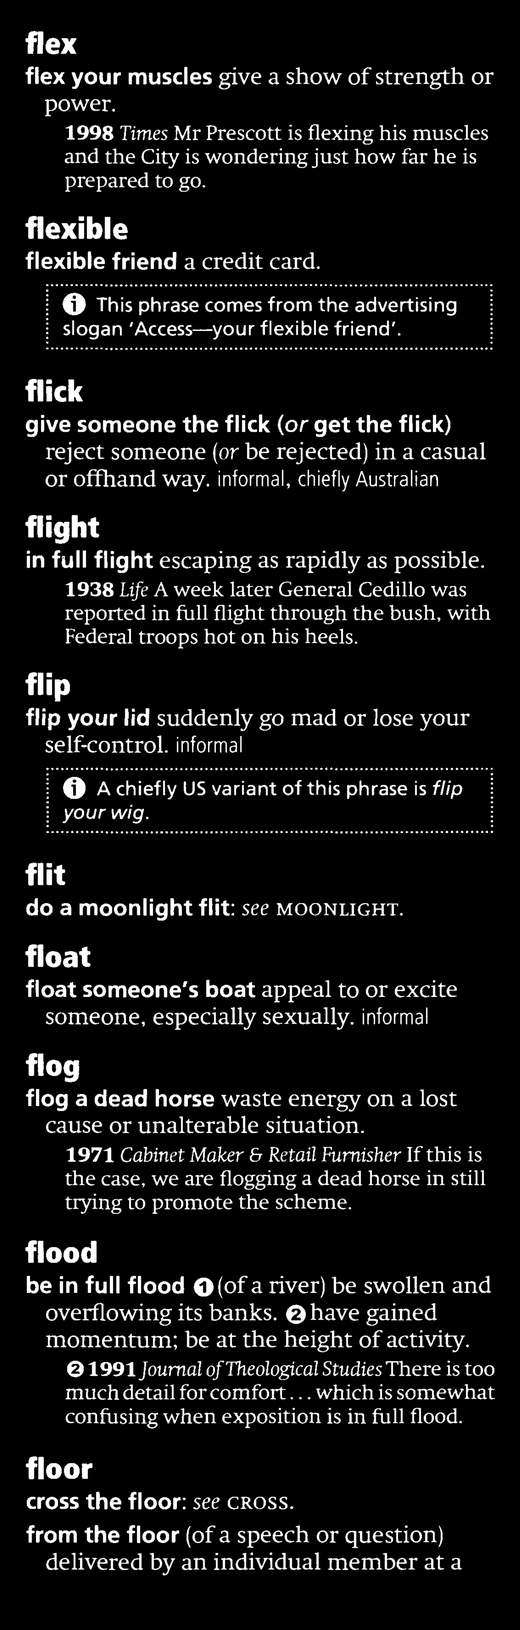 flex
flex your muscles give a show of strength or
power.
1998 Times Mr Prescott is flexing his muscles
and the City is wondering just how far he is
prepared to go.
flexible
flexible friend a credit card.
ⓘ This phrase comes from the advertising
slogan 'Access—your flexible friend'.
flick
give someone the flick (or get the flick)
reject someone (or be rejected) in a casual
or offhand way. informal, chiefly Australian
flight
in full flight escaping as rapidly as possible.
1938 Life A week later General Cedillo was
reported in full flight through the bush, with
Federal troops hot on his heels.
flip
flip your lid suddenly go mad or lose your
self-control. informal
ⓘ A chiefly US variant of this phrase is flip
your wig.
flit
do a moonlight flit: see MOONLIGHT.
float
float someone's boat appeal to or excite
someone, especially sexually. informal
flog
flog a dead horse waste energy on a lost
cause or unalterable situation.
1971 Cabinet Maker & Retail Furnisher If this is
the case, we are flogging a dead horse in still
trying to promote the scheme.
flood
be in full flood ❶ (of a river) be swollen and
overflowing its banks. ❷ have gained
momentum; be at the height of activity.
❷ 1991 Journal of Theological Studies There is too
much detail for comfort... which is somewhat
confusing when exposition is in full flood.
floor
cross the floor: see CROSS.
from the floor (of a speech or question)
delivered by an individual member at a